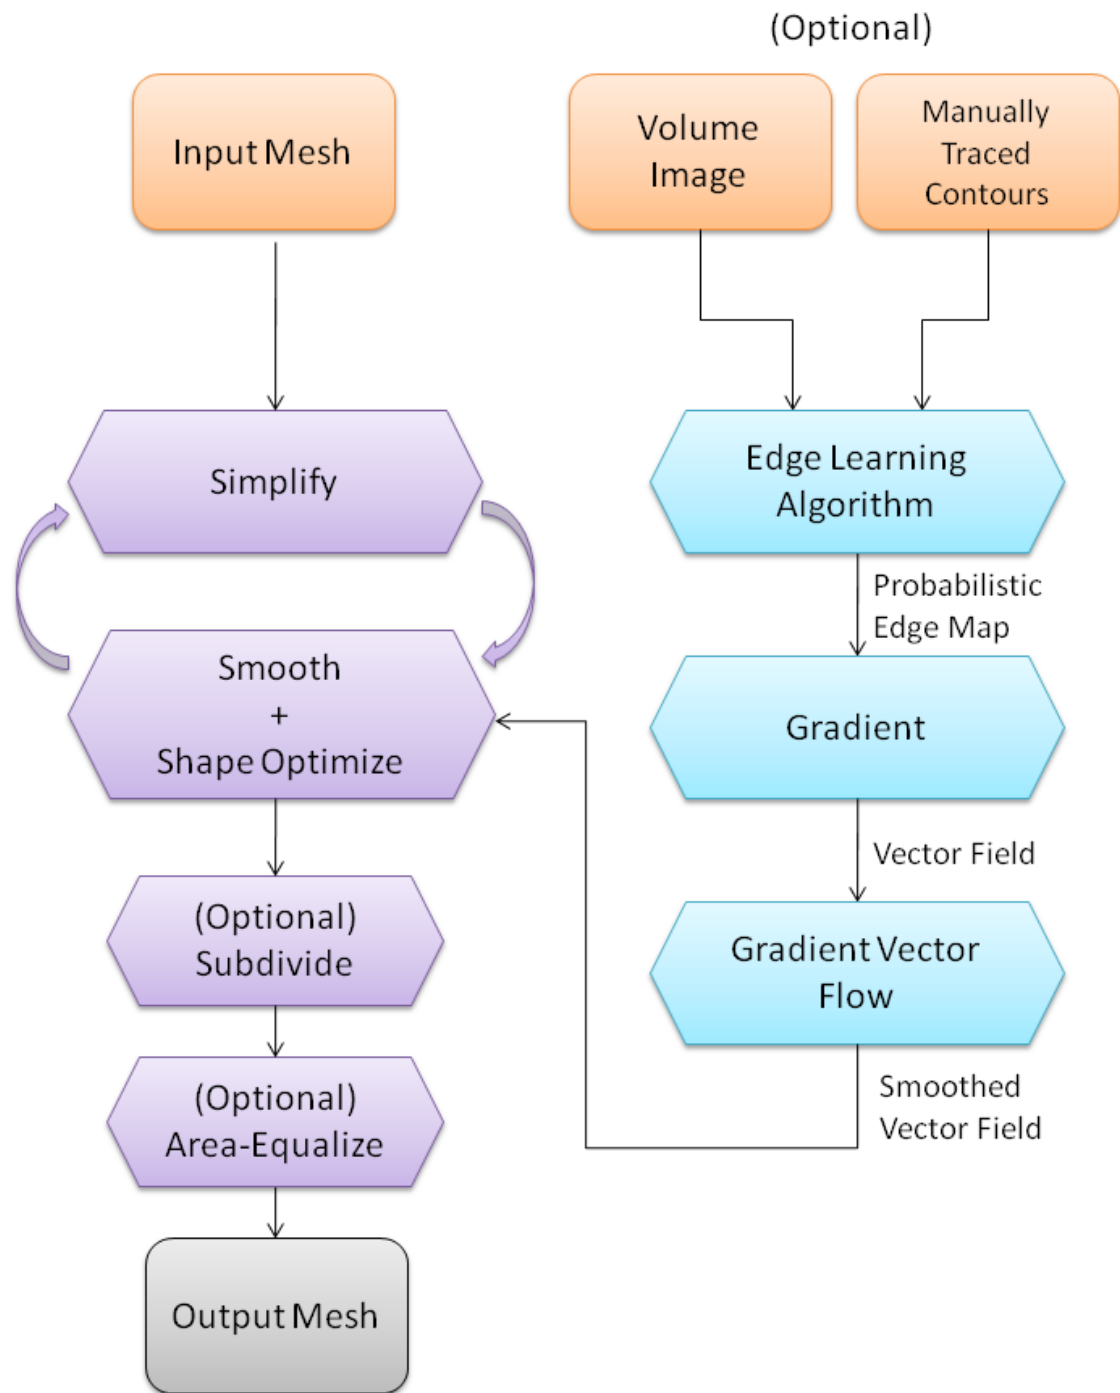 (Optional)
Input Mesh
Volume
Image
Manually
Traced
Contours
Simplify
Edge Learning
Algorithm
Probabilistic
Edge Map
Smooth
+
Shape Optimize
Gradient
Vector Field
(Optional)
Subdivide
Gradient Vector
Flow
(Optional)
Area-Equalize
Smoothed
Vector Field
Output Mesh